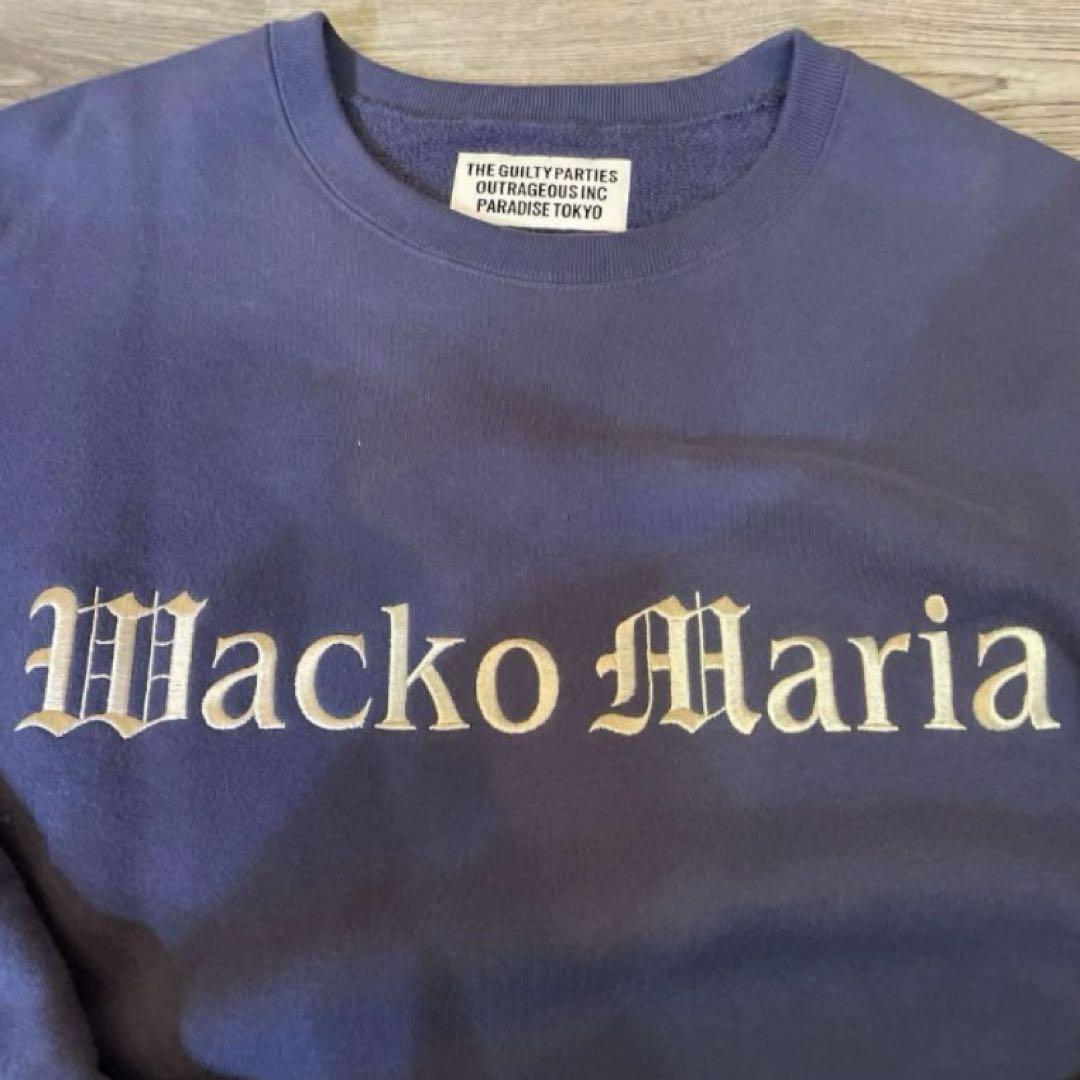 THE GUILTY PARTIES
OUTRAGEOUS INC
PARADISE TOKYO
Wacko Maria